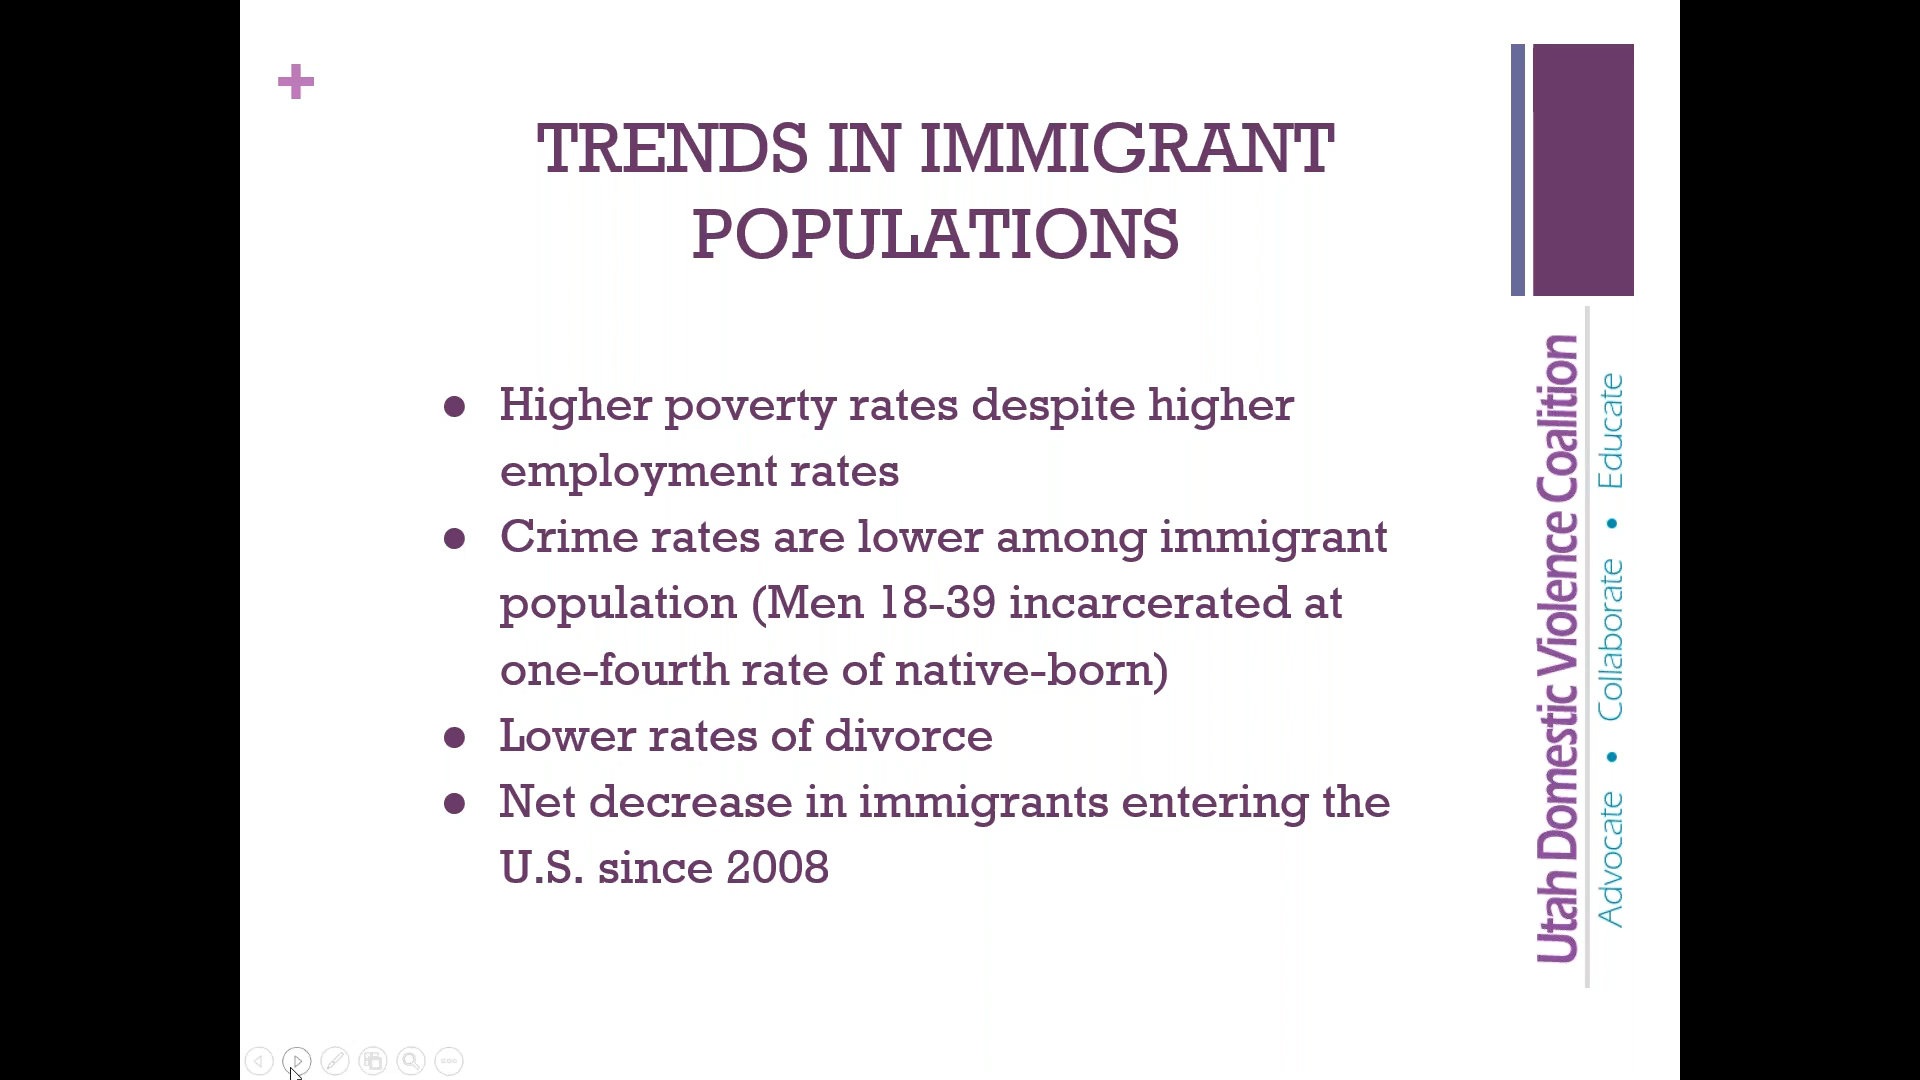 TRENDS IN IMMIGRANT
POPULATIONS
● Higher poverty rates despite higher
employment rates
● Crime rates are lower among immigrant
population (Men 18-39 incarcerated at
one-fourth rate of native-born)
● Lower rates of divorce
● Net decrease in immigrants entering the
U.S. since 2008
Utah Domestic Violence Coalition
Advocate • Collaborate • Educate